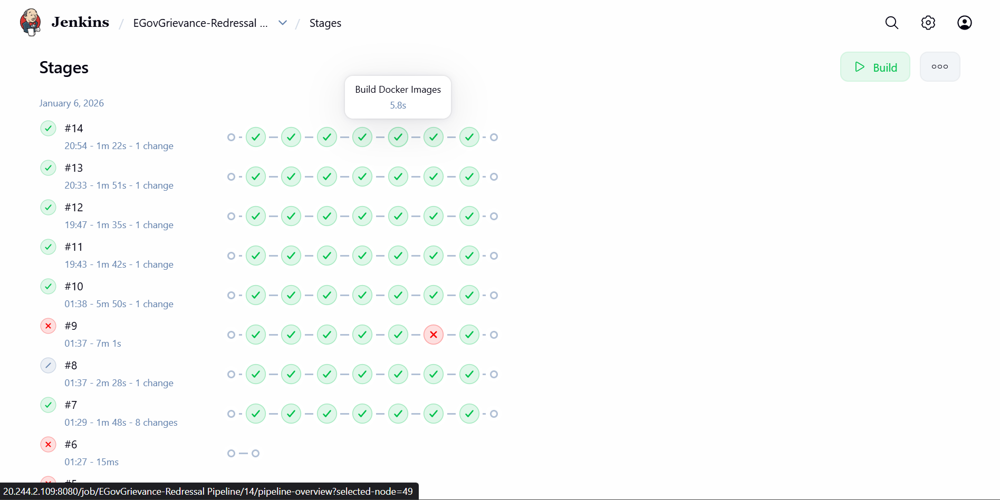 Jenkins / EGovGrievance-Redressal ... / Stages
Stages
Build
Build Docker Images
5.8s
January 6, 2026
#14
20:54 - 1m 22s - 1 change
#13
20:33 - 1m 51s - 1 change
#12
19:47 - 1m 35s - 1 change
#11
19:43 - 1m 42s - 1 change
#10
01:38 - 5m 50s - 1 change
#9
01:37 - 7m 1s
#8
01:37 - 2m 28s - 1 change
#7
01:29 - 1m 48s - 8 changes
#6
01:27 - 15ms
#5
20.244.2.109:8080/job/EGovGrievance-Redressal Pipeline/14/pipeline-overview?selected-node=49